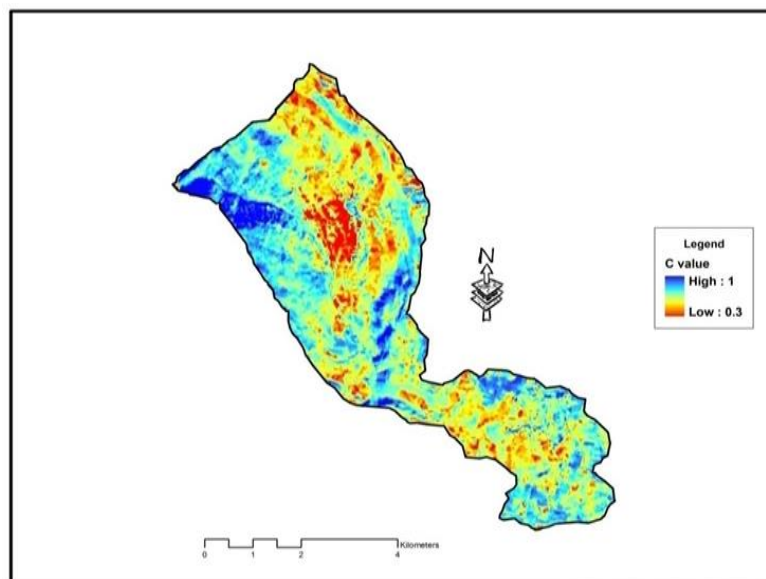 N
Legend
C value
High : 1
Low : 0.3
Kilometers
0 1 2 4